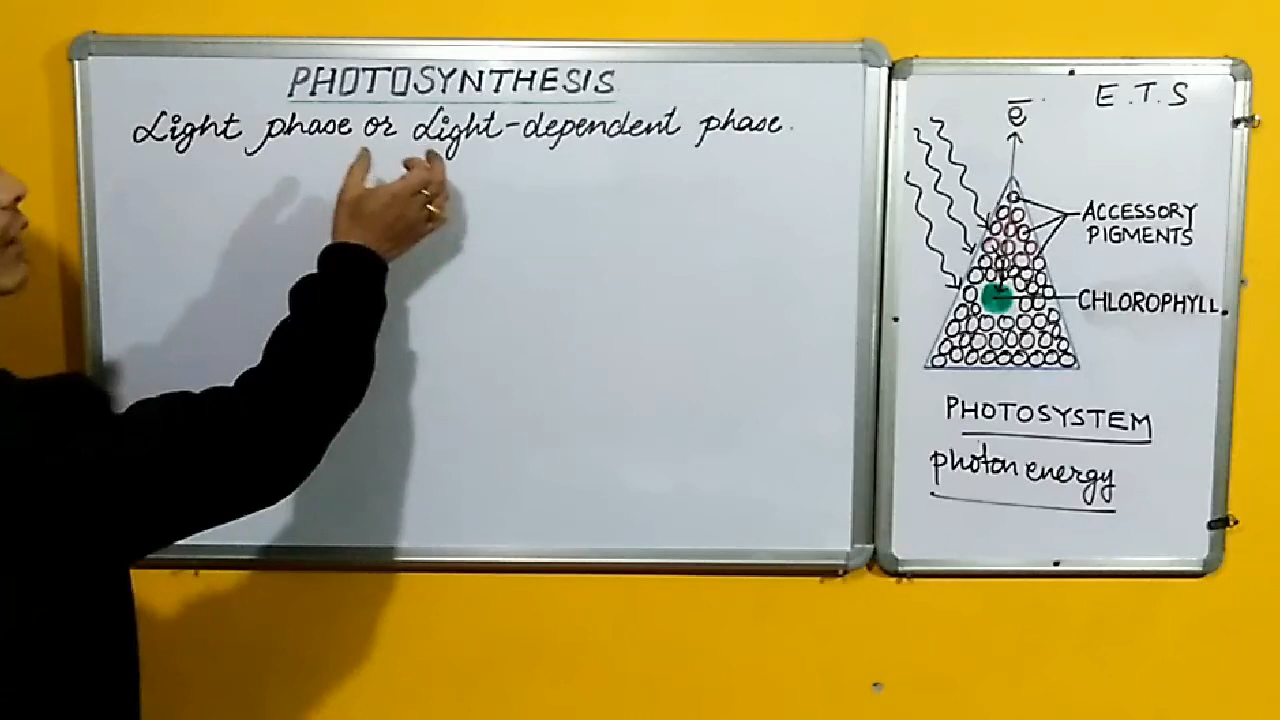 PHOTOSYNTHESIS
Light phase or Light-dependent phase.
E.T.S
e̅
ACCESSORY
PIGMENTS
CHLOROPHYLL
PHOTOSYSTEM
photon energy